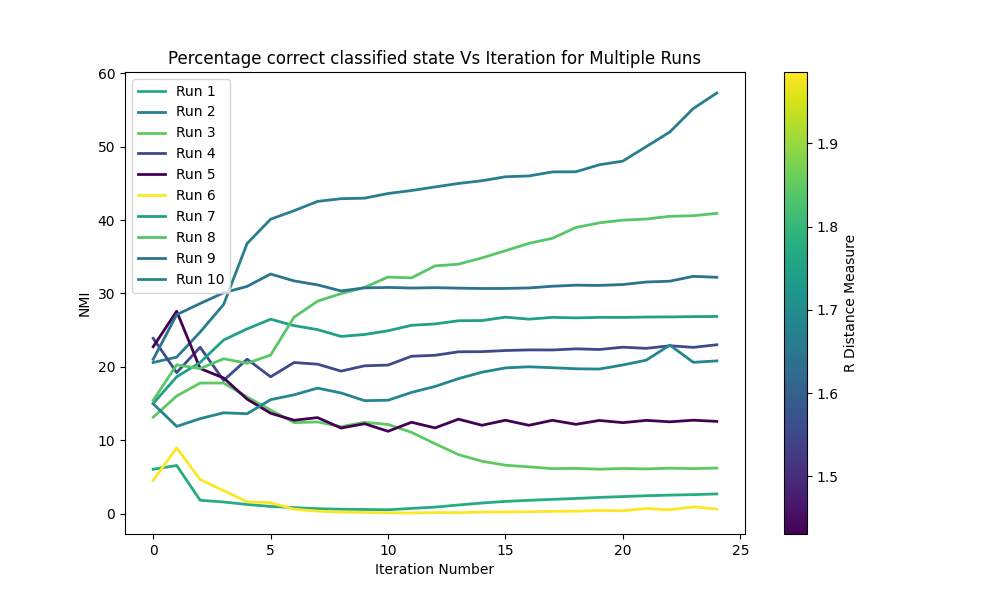 Percentage correct classified state Vs Iteration for Multiple Runs
60
50
40
30
20
10
0
NMI
Run 1
Run 2
Run 3
Run 4
Run 5
Run 6
Run 7
Run 8
Run 9
Run 10
0 5 10 15 20 25
Iteration Number
1.9
1.8
1.7
1.6
1.5
R Distance Measure